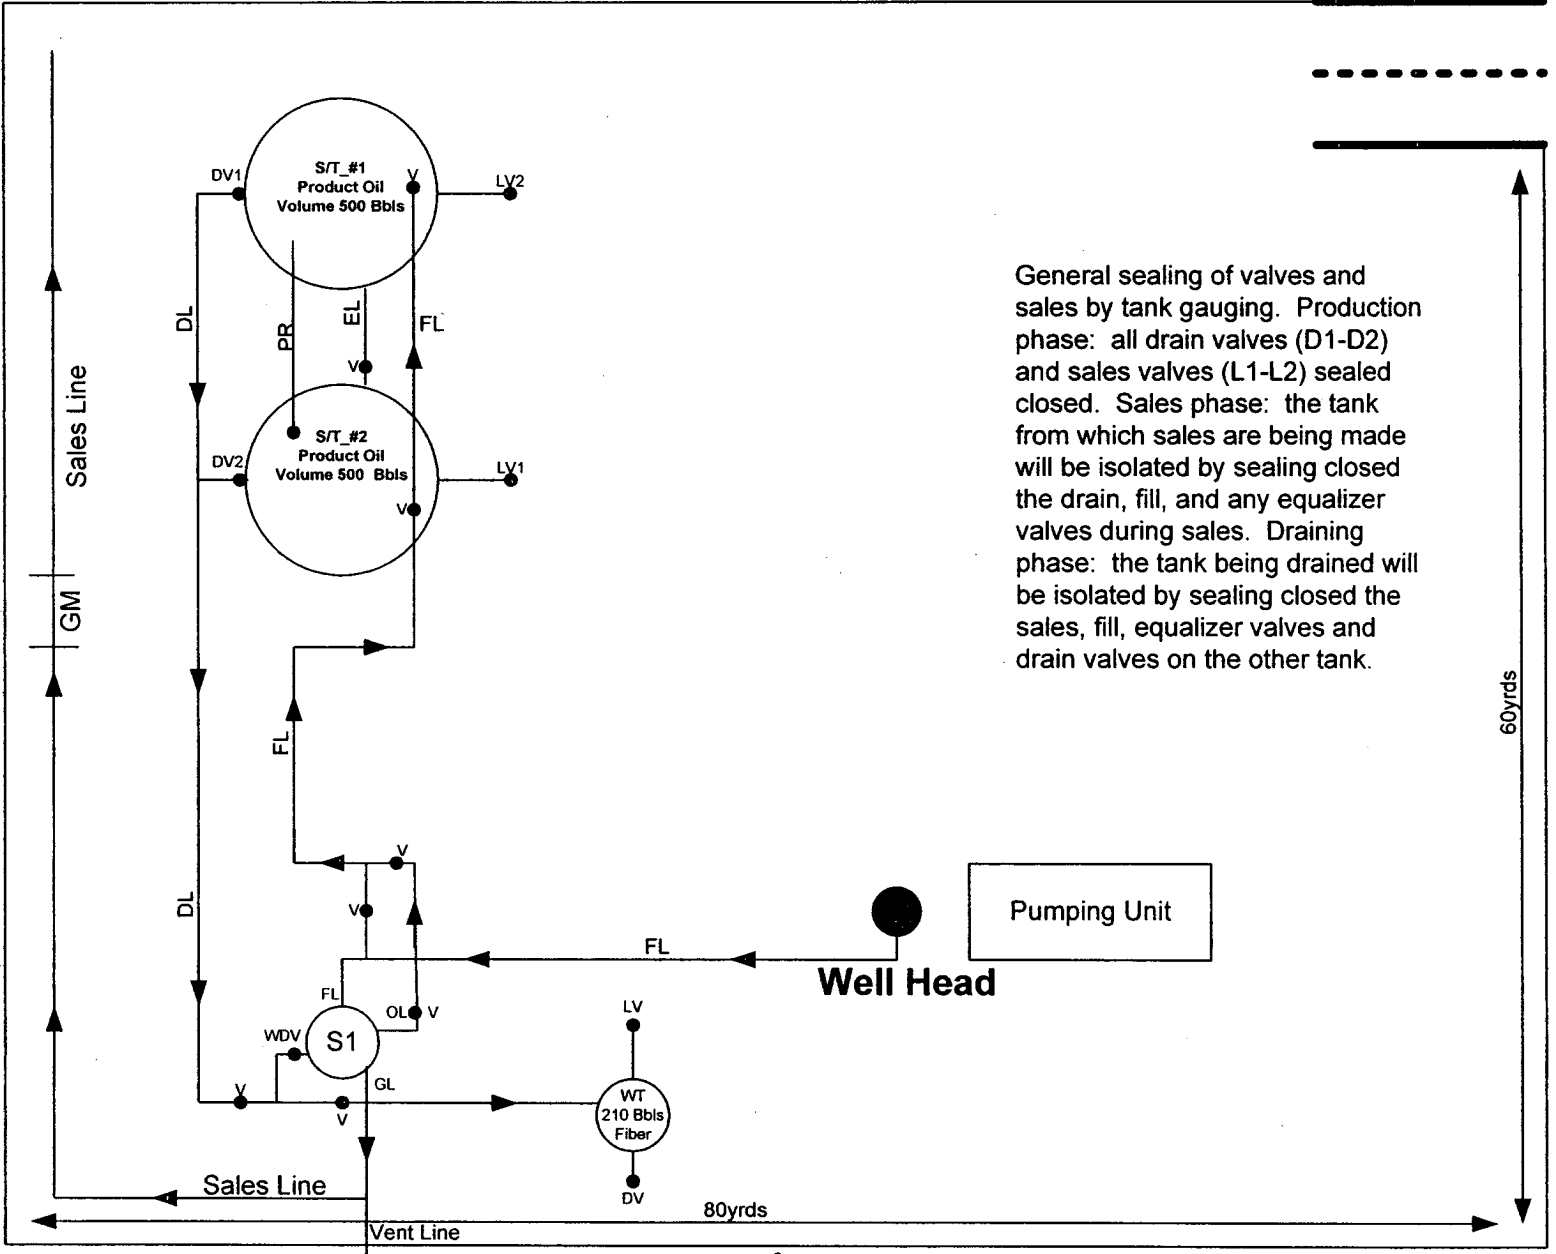 S/T_#1
Product Oil
Volume 500 Bbls
DV1
V
LV2
DL
PR
EL
FL
V
S/T_#2
Product Oil
Volume 500 Bbls
DV2
LV1
V
Sales Line
GM
General sealing of valves and
sales by tank gauging. Production
phase: all drain valves (D1-D2)
and sales valves (L1-L2) sealed
closed. Sales phase: the tank
from which sales are being made
will be isolated by sealing closed
the drain, fill, and any equalizer
valves during sales. Draining
phase: the tank being drained will
be isolated by sealing closed the
sales, fill, equalizer valves and
drain valves on the other tank.
60yrds
FL
V
DL
V
FL
Pumping Unit
Well Head
FL
OL
V
WDV
S1
LV
GL
V
V
WT
210 Bbls
Fiber
DV
Sales Line
80yrds
Vent Line